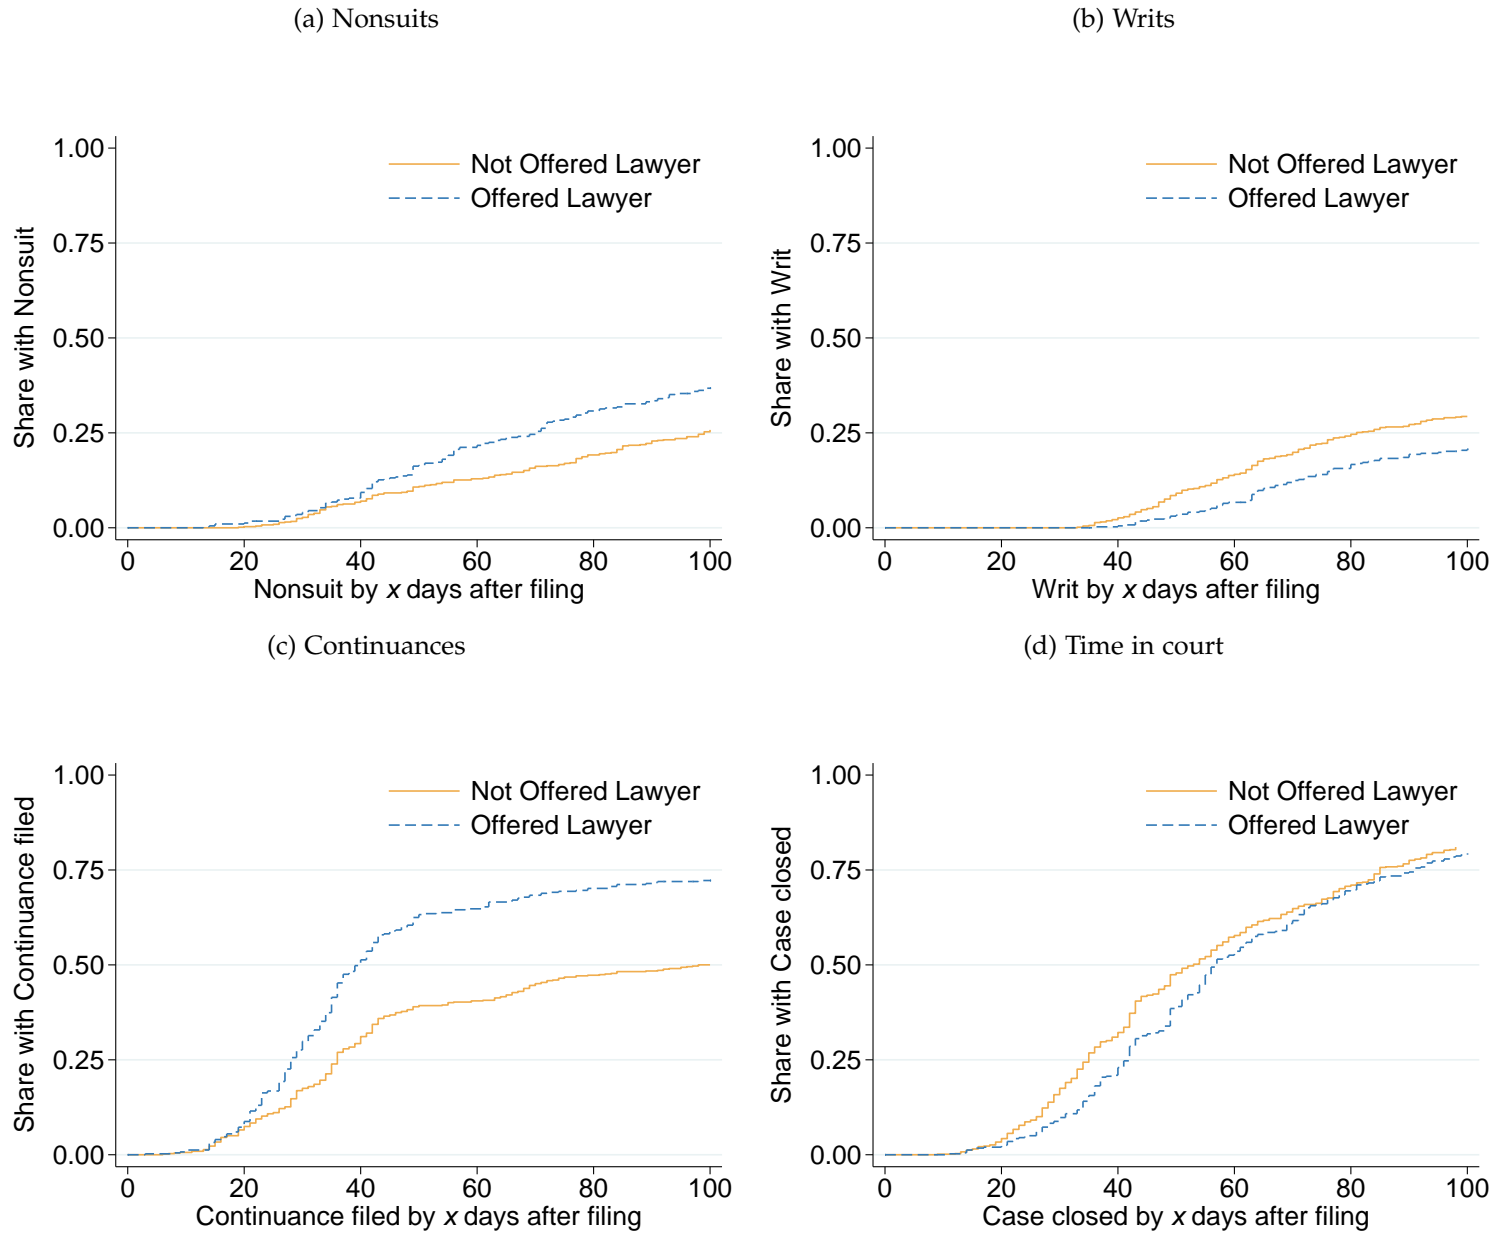 (a) Nonsuits
Share with Nonsuit
1.00
0.75
0.50
0.25
0.00
Not Offered Lawyer
Offered Lawyer
0 20 40 60 80 100
Nonsuit by x days after filing
(b) Writs
Share with Writ
1.00
0.75
0.50
0.25
0.00
Not Offered Lawyer
Offered Lawyer
0 20 40 60 80 100
Writ by x days after filing
(c) Continuances
Share with Continuance filed
1.00
0.75
0.50
0.25
0.00
Not Offered Lawyer
Offered Lawyer
0 20 40 60 80 100
Continuance filed by x days after filing
(d) Time in court
Share with Case closed
1.00
0.75
0.50
0.25
0.00
Not Offered Lawyer
Offered Lawyer
0 20 40 60 80 100
Case closed by x days after filing